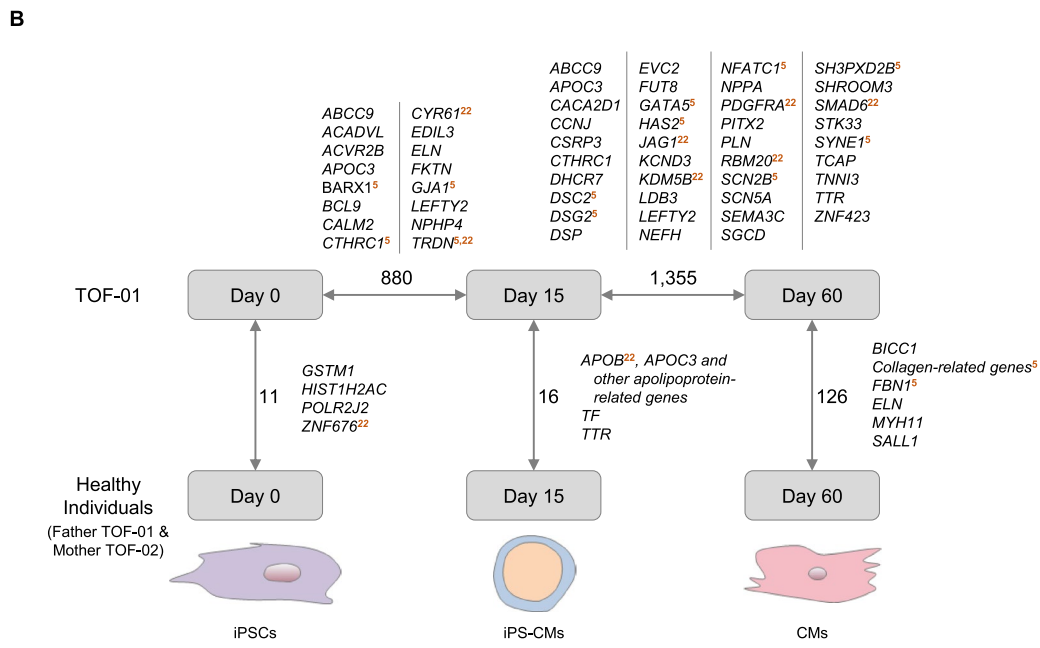 B
ABCC9
ACADVL
ACVR2B
APOC3
BARX15
BCL9
CALM2
CTHRC15
CYR6122
EDIL3
ELN
FKTN
GJA15
LEFTY2
NPHP4
TRDN5,22
ABCC9
APOC3
CACA2D1
CCNJ
CSRP3
CTHRC1
DHCR7
DSC25
DSG25
DSP
EVC2
FUT8
GATA55
HAS25
JAG122
KCND3
KDM5B22
LDB3
LEFTY2
NEFH
NFATC15
NPPA
PDGFRA22
PITX2
PLN
RBM2022
SCN2B5
SCN5A
SEMA3C
SGCD
SH3PXD2B5
SHROOM3
SMAD622
STK33
SYNE15
TCAP
TNNI3
TTR
ZNF423
TOF-01
Day 0
880
Day 15
1,355
Day 60
11
GSTM1
HIST1H2AC
POLR2J2
ZNF67622
16
APOB22, APOC3 and
other apolipoprotein-
related genes
TF
TTR
126
BICC1
Collagen-related genes5
FBN15
ELN
MYH11
SALL1
Healthy
Individuals
(Father TOF-01 &
Mother TOF-02)
Day 0
Day 15
Day 60
iPSCs
iPS-CMs
CMs